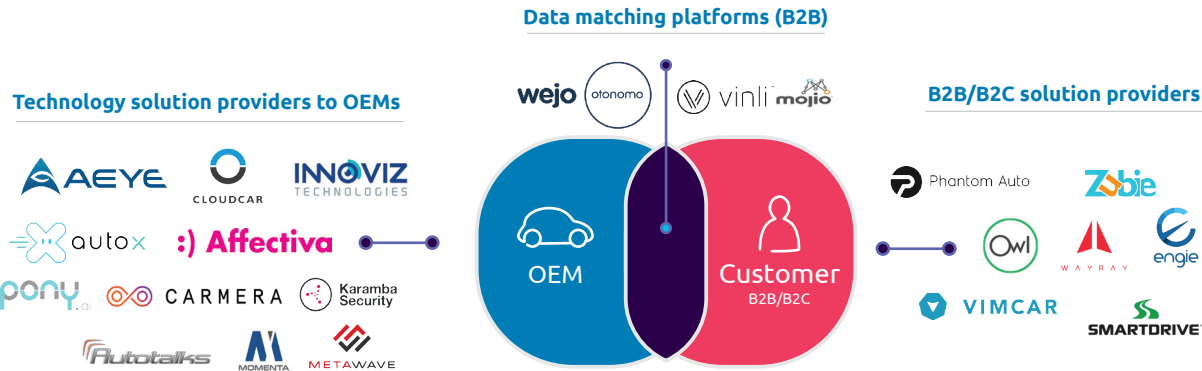 Data matching platforms (B2B)
wejo
otonomo
vinli
mojio
Technology solution providers to OEMs
AEYE
CLOUDCAR
INNOVIZ
TECHNOLOGIES
autox
:) Affectiva
pony.ai
CARMERA
Karamba
Security
Autotalks
MOMENTA
METAWAVE
OEM
Customer
B2B/B2C
B2B/B2C solution providers
Phantom Auto
Zubie
Owl
WAYRAY
engie
VIMCAR
SMARTDRIVE